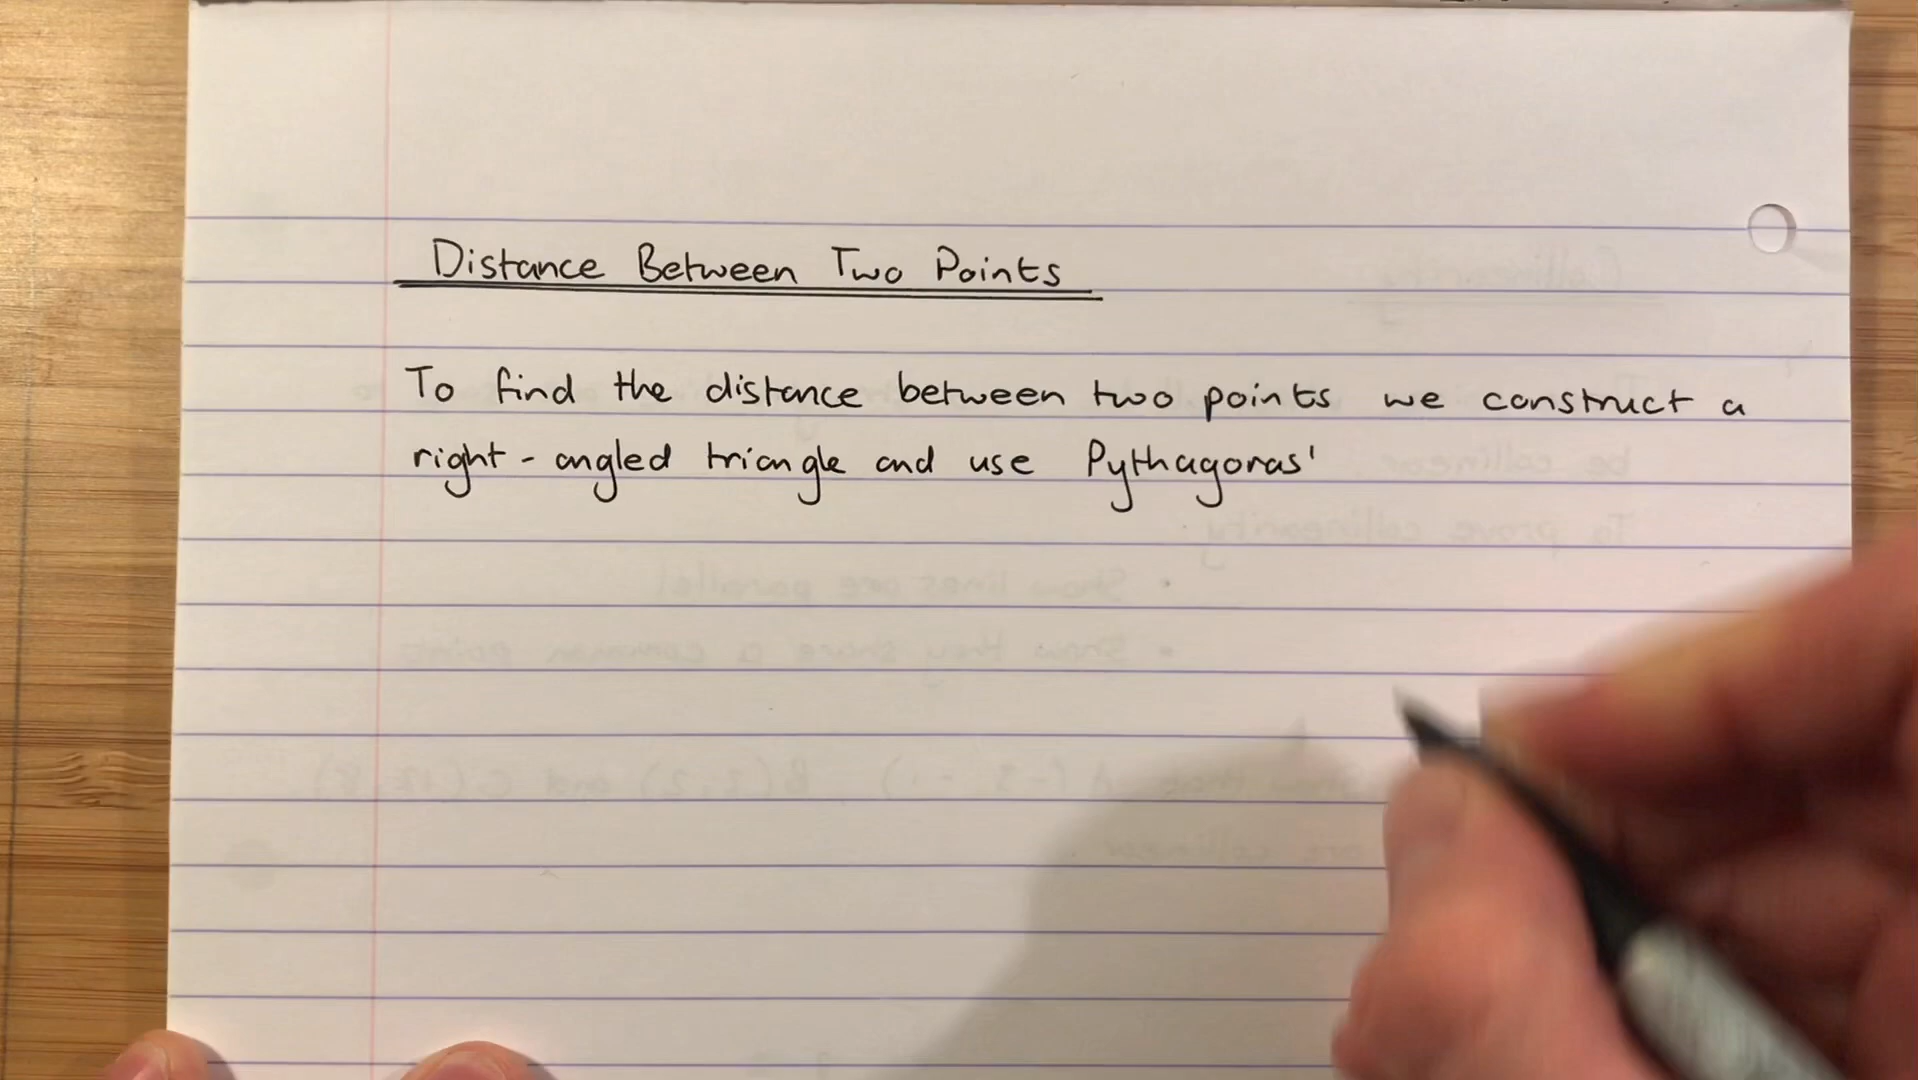 Distance Between Two Points
To find the distance between two points we construct a
right-angled triangle and use Pythagoras'